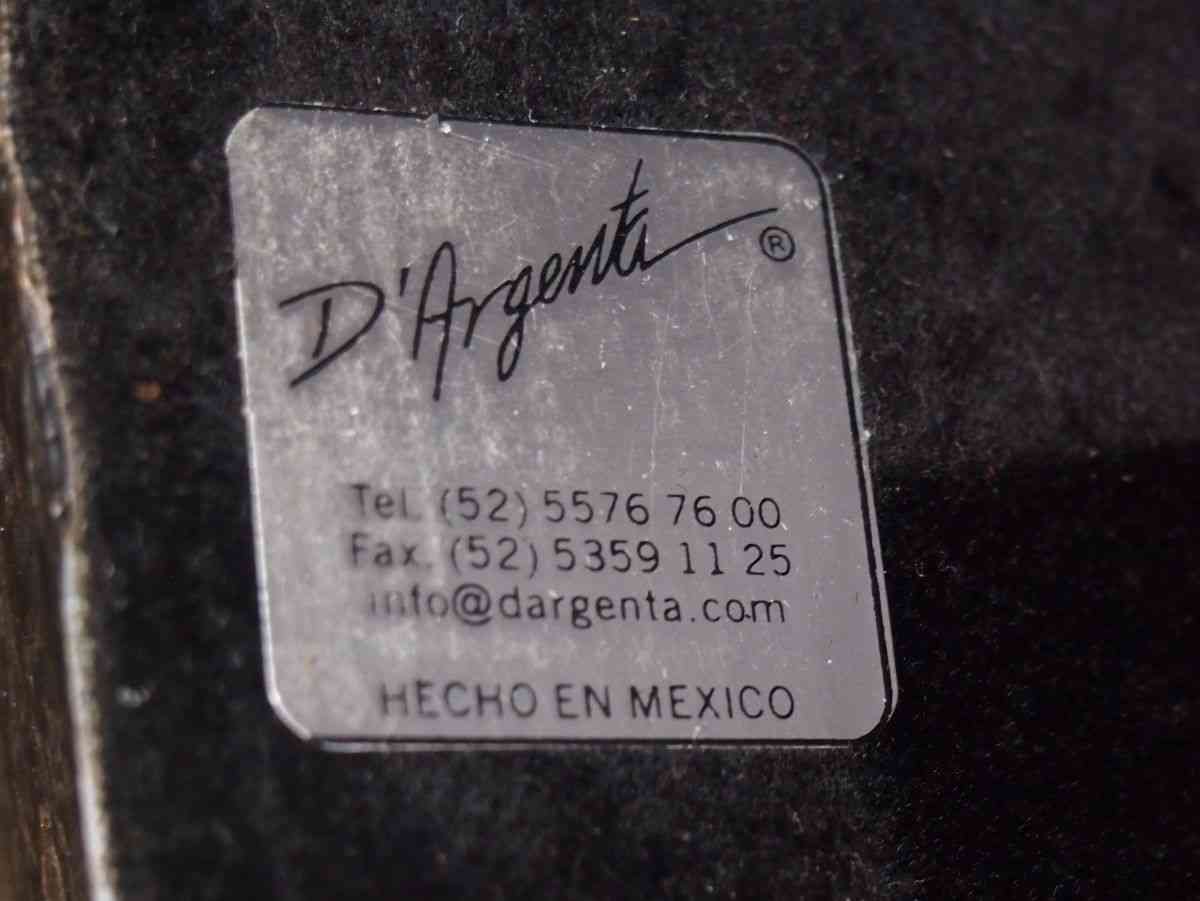 D'Argenta ®
Tel. (52) 5576 76 00
Fax. (52) 5359 11 25
info@dargenta.com
HECHO EN MEXICO